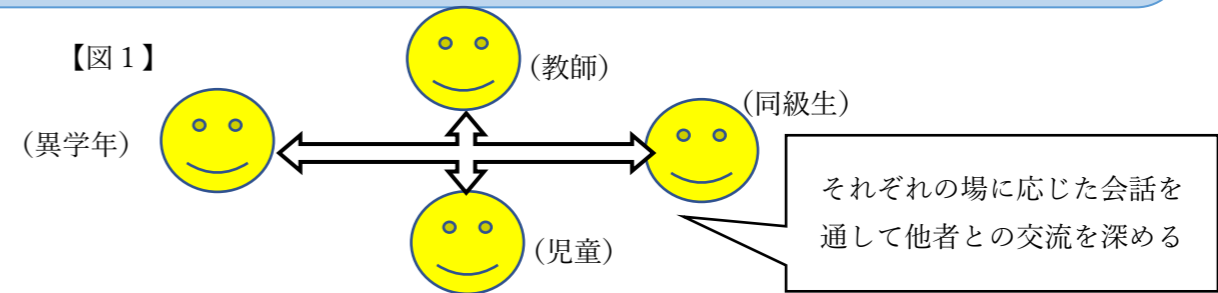 【図1】
(教師)
(同級生)
(異学年)
それぞれの場に応じた会話を
通して他者との交流を深める
(児童)